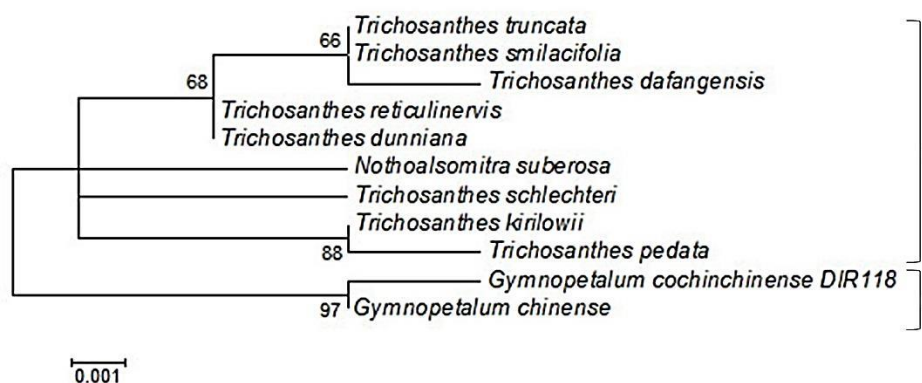 Trichosanthes truncata
66
Trichosanthes smilacifolia
68
Trichosanthes dafangensis
Trichosanthes reticulinervis
Trichosanthes dunniana
Nothoalsomitra suberosa
Trichosanthes schlechteri
Trichosanthes kirilowii
88
Trichosanthes pedata
Gymnopetalum cochinchinense DIR118
97
Gymnopetalum chinense
0.001